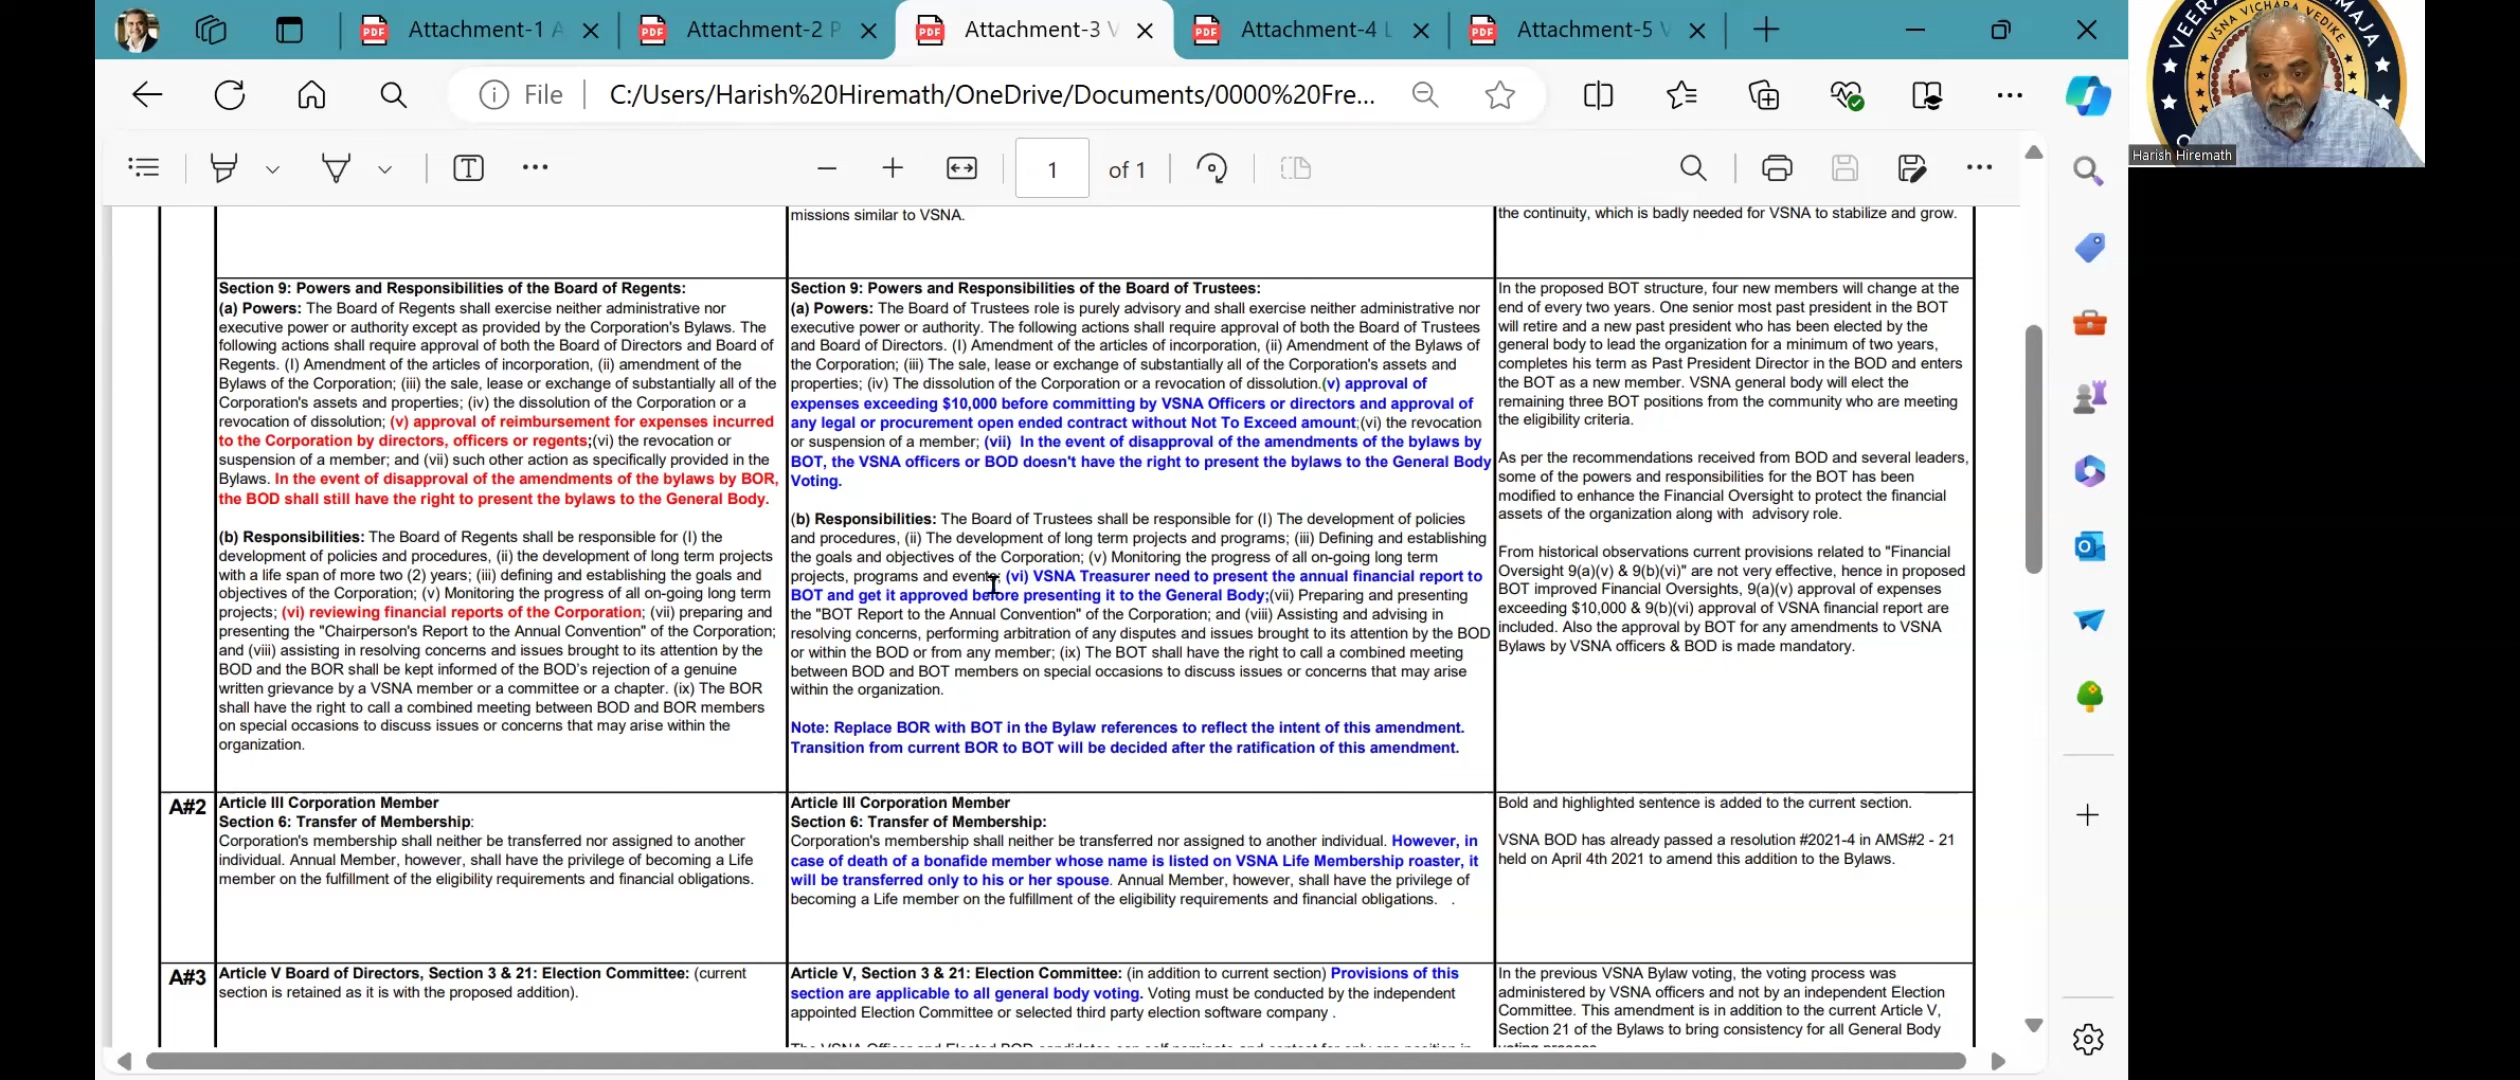 Attachment-1 A
Attachment-2 P
Attachment-3 V
Attachment-4 L
Attachment-5 V
File
C:/Users/Harish%20Hiremath/OneDrive/Documents/0000%20Fre...
1 of 1
VSNA VICHARA VEDIKE
Harish Hiremath
missions similar to VSNA.
the continuity, which is badly needed for VSNA to stabilize and grow.
Section 9: Powers and Responsibilities of the Board of Regents:
(a) Powers: The Board of Regents shall exercise neither administrative nor
executive power or authority except as provided by the Corporation's Bylaws. The
following actions shall require approval of both the Board of Directors and Board of
Regents. (I) Amendment of the articles of incorporation, (ii) amendment of the
Bylaws of the Corporation; (iii) the sale, lease or exchange of substantially all of the
Corporation's assets and properties; (iv) the dissolution of the Corporation or a
revocation of dissolution; (v) approval of reimbursement for expenses incurred
to the Corporation by directors, officers or regents;(vi) the revocation or
suspension of a member; and (vii) such other action as specifically provided in the
Bylaws. In the event of disapproval of the amendments of the bylaws by BOR,
the BOD shall still have the right to present the bylaws to the General Body.
(b) Responsibilities: The Board of Regents shall be responsible for (I) the
development of policies and procedures, (ii) the development of long term projects
with a life span of more two (2) years; (iii) defining and establishing the goals and
objectives of the Corporation; (v) Monitoring the progress of all on-going long term
projects; (vi) reviewing financial reports of the Corporation; (vii) preparing and
presenting the "Chairperson's Report to the Annual Convention" of the Corporation;
and (viii) assisting in resolving concerns and issues brought to its attention by the
BOD and the BOR shall be kept informed of the BOD's rejection of a genuine
written grievance by a VSNA member or a committee or a chapter. (ix) The BOR
shall have the right to call a combined meeting between BOD and BOR members
on special occasions to discuss issues or concerns that may arise within the
organization.
Section 9: Powers and Responsibilities of the Board of Trustees:
(a) Powers: The Board of Trustees role is purely advisory and shall exercise neither administrative nor
executive power or authority. The following actions shall require approval of both the Board of Trustees
and Board of Directors. (I) Amendment of the articles of incorporation, (ii) Amendment of the Bylaws of
the Corporation; (iii) The sale, lease or exchange of substantially all of the Corporation's assets and
properties; (iv) The dissolution of the Corporation or a revocation of dissolution.(v) approval of
expenses exceeding $10,000 before committing by VSNA Officers or directors and approval of
any legal or procurement open ended contract without Not To Exceed amount;(vi) the revocation
or suspension of a member; (vii) In the event of disapproval of the amendments of the bylaws by
BOT, the VSNA officers or BOD doesn't have the right to present the bylaws to the General Body
Voting.
(b) Responsibilities: The Board of Trustees shall be responsible for (I) The development of policies
and procedures, (ii) The development of long term projects and programs; (iii) Defining and establishing
the goals and objectives of the Corporation; (v) Monitoring the progress of all on-going long term
projects, programs and events; (vi) VSNA Treasurer need to present the annual financial report to
BOT and get it approved before presenting it to the General Body;(vii) Preparing and presenting
the "BOT Report to the Annual Convention" of the Corporation; and (viii) Assisting and advising in
resolving concerns, performing arbitration of any disputes and issues brought to its attention by the BOD
or within the BOD or from any member; (ix) The BOT shall have the right to call a combined meeting
between BOD and BOT members on special occasions to discuss issues or concerns that may arise
within the organization.
Note: Replace BOR with BOT in the Bylaw references to reflect the intent of this amendment.
Transition from current BOR to BOT will be decided after the ratification of this amendment.
In the proposed BOT structure, four new members will change at the
end of every two years. One senior most past president in the BOT
will retire and a new past president who has been elected by the
general body to lead the organization for a minimum of two years,
completes his term as Past President Director in the BOD and enters
the BOT as a new member. VSNA general body will elect the
remaining three BOT positions from the community who are meeting
the eligibility criteria.
As per the recommendations received from BOD and several leaders,
some of the powers and responsibilities for the BOT has been
modified to enhance the Financial Oversight to protect the financial
assets of the organization along with advisory role.
From historical observations current provisions related to "Financial
Oversight 9(a)(v) & 9(b)(vi)" are not very effective, hence in proposed
BOT improved Financial Oversights, 9(a)(v) approval of expenses
exceeding $10,000 & 9(b)(vi) approval of VSNA financial report are
included. Also the approval by BOT for any amendments to VSNA
Bylaws by VSNA officers & BOD is made mandatory.
A#2
Article III Corporation Member
Section 6: Transfer of Membership:
Corporation's membership shall neither be transferred nor assigned to another
individual. Annual Member, however, shall have the privilege of becoming a Life
member on the fulfillment of the eligibility requirements and financial obligations.
Article III Corporation Member
Section 6: Transfer of Membership:
Corporation's membership shall neither be transferred nor assigned to another individual. However, in
case of death of a bonafide member whose name is listed on VSNA Life Membership roaster, it
will be transferred only to his or her spouse. Annual Member, however, shall have the privilege of
becoming a Life member on the fulfillment of the eligibility requirements and financial obligations. .
Bold and highlighted sentence is added to the current section.
VSNA BOD has already passed a resolution #2021-4 in AMS#2 - 21
held on April 4th 2021 to amend this addition to the Bylaws.
A#3
Article V Board of Directors, Section 3 & 21: Election Committee: (current
section is retained as it is with the proposed addition).
Article V, Section 3 & 21: Election Committee: (in addition to current section) Provisions of this
section are applicable to all general body voting. Voting must be conducted by the independent
appointed Election Committee or selected third party election software company .
In the previous VSNA Bylaw voting, the voting process was
administered by VSNA officers and not by an independent Election
Committee. This amendment is in addition to the current Article V,
Section 21 of the Bylaws to bring consistency for all General Body